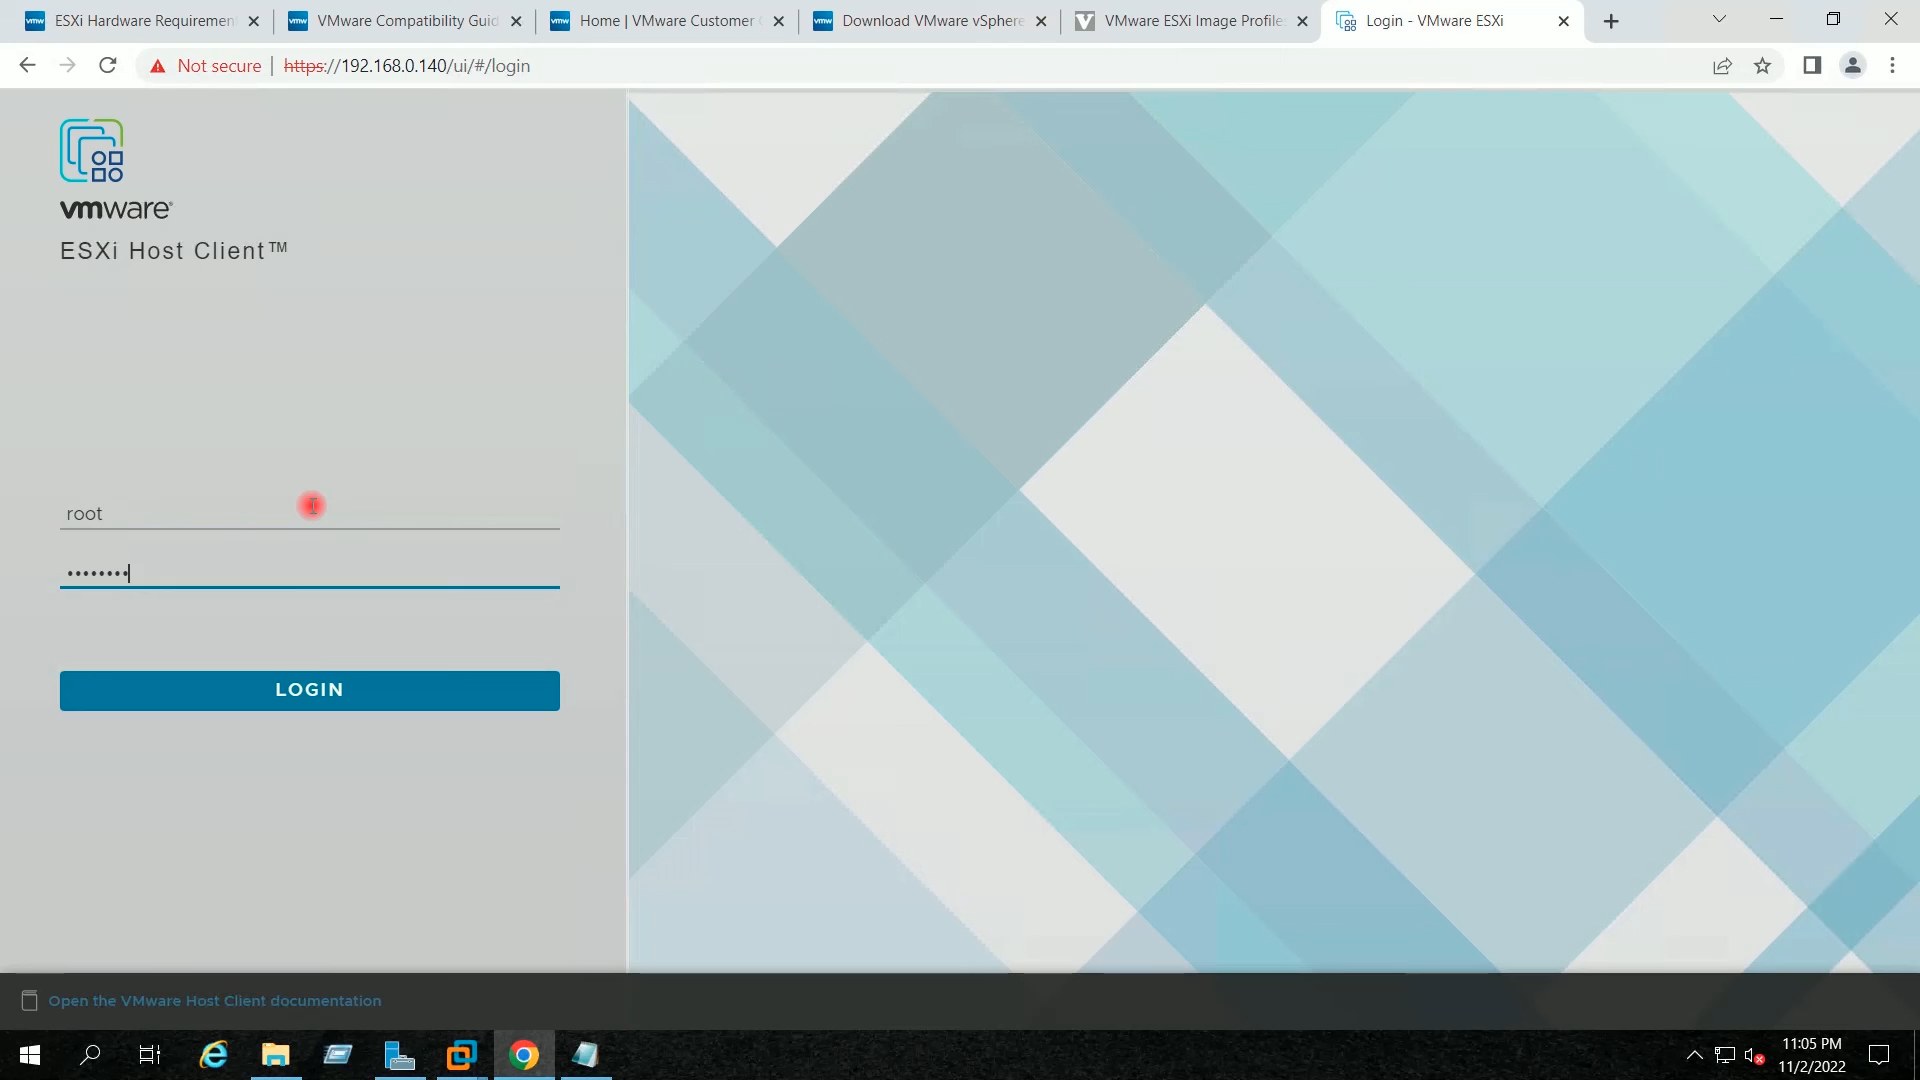 ESXi Hardware Requiremen
VMware Compatibility Guid
Home | VMware Customer C
Download VMware vSphere
VMware ESXi Image Profiles
Login - VMware ESXi
Not secure
https://192.168.0.140/ui/#/login
vmware®
ESXi Host Client™
root
••••••••
LOGIN
Open the VMware Host Client documentation
11:05 PM
11/2/2022